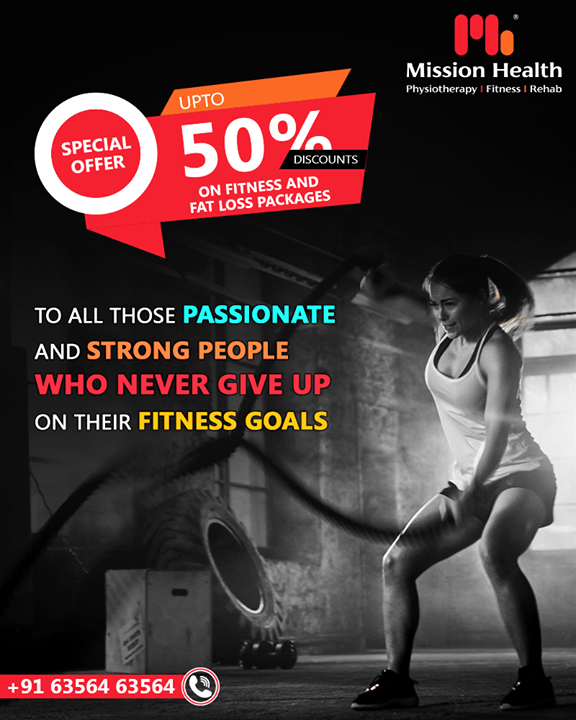 Mission Health
Physiotherapy | Fitness | Rehab
SPECIAL
OFFER
UPTO
50%
DISCOUNTS
ON FITNESS AND
FAT LOSS PACKAGES
TO ALL THOSE PASSIONATE
AND STRONG PEOPLE
WHO NEVER GIVE UP
ON THEIR FITNESS GOALS
+91 63564 63564